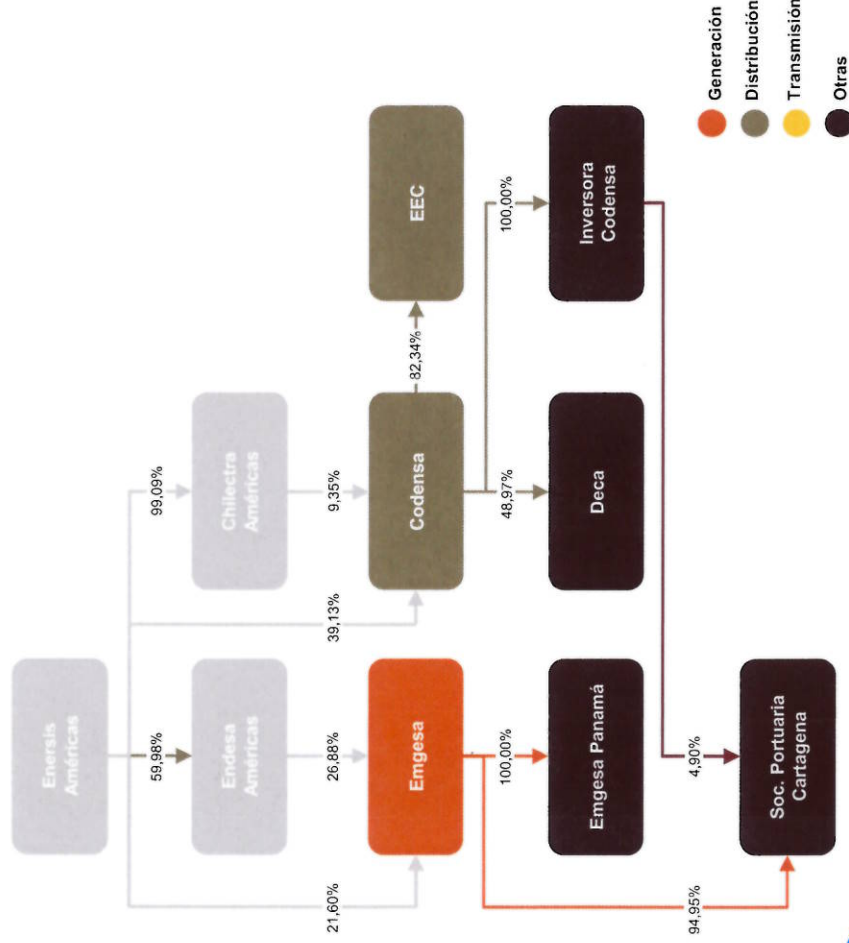 Enersis
Américas
99,09%
59,98%
Endesa
Américas
Chilectra
Américas
21,60%
26,88%
39,13%
9,35%
Emgesa
Codensa
82,34%
EEC
100,00%
48,97%
100,00%
Emgesa Panamá
Deca
Inversora
Codensa
94,95%
4,90%
Soc. Portuaria
Cartagena
Generación
Distribución
Transmisión
Otras